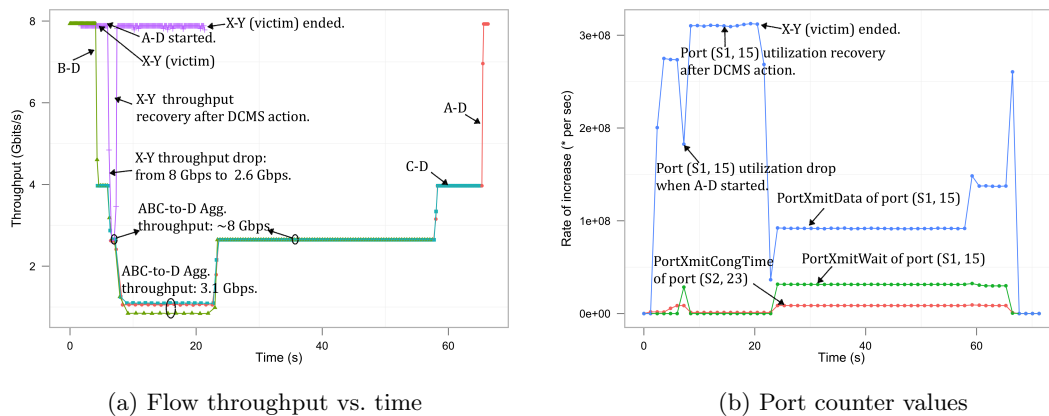 8
6
4
2
Throughput (Gbits/s)
0
20
40
60
Time (s)
X-Y (victim) ended.
A-D started.
X-Y (victim)
B-D
X-Y throughput
recovery after DCMS action.
A-D
X-Y throughput drop:
from 8 Gbps to 2.6 Gbps.
C-D
ABC-to-D Agg.
throughput: ~8 Gbps
ABC-to-D Agg.
throughput: 3.1 Gbps.
(a) Flow throughput vs. time
3e+08
2e+08
1e+08
0e+00
Rate of increase (* per sec)
0
20
40
60
Time (s)
X-Y (victim) ended.
Port (S1, 15) utilization recovery
after DCMS action.
Port (S1, 15) utilization drop
when A-D started.
PortXmitData of port (S1, 15)
PortXmitCongTime
of port (S2, 23)
PortXmitWait of port (S1, 15)
(b) Port counter values